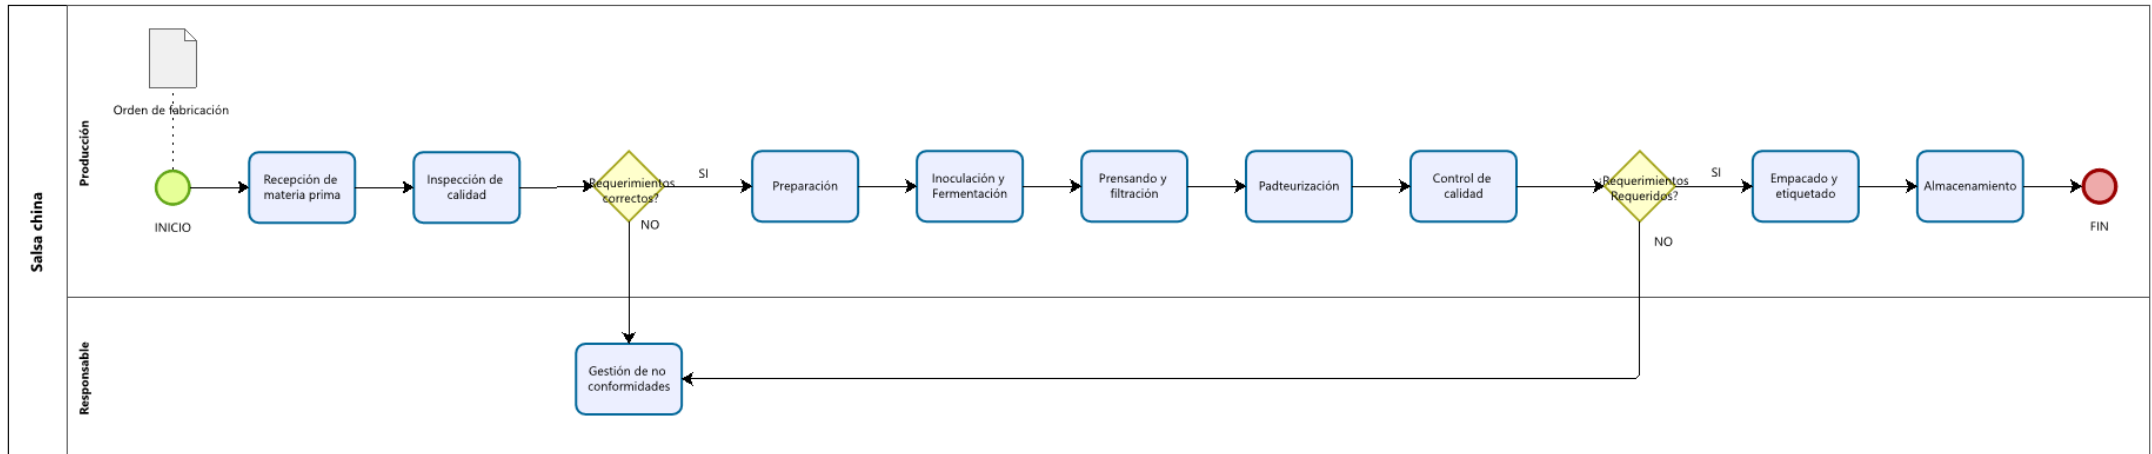 Salsa china
Producción
Orden de fabricación
INICIO
Recepción de
materia prima
Inspección de
calidad
Requerimientos
correctos?
SI
NO
Preparación
Inoculación y
Fermentación
Prensando y
filtración
Padteurización
Control de
calidad
¿Requerimientos
Requeridos?
SI
NO
Empacado y
etiquetado
Almacenamiento
FIN
Responsable
Gestión de no
conformidades